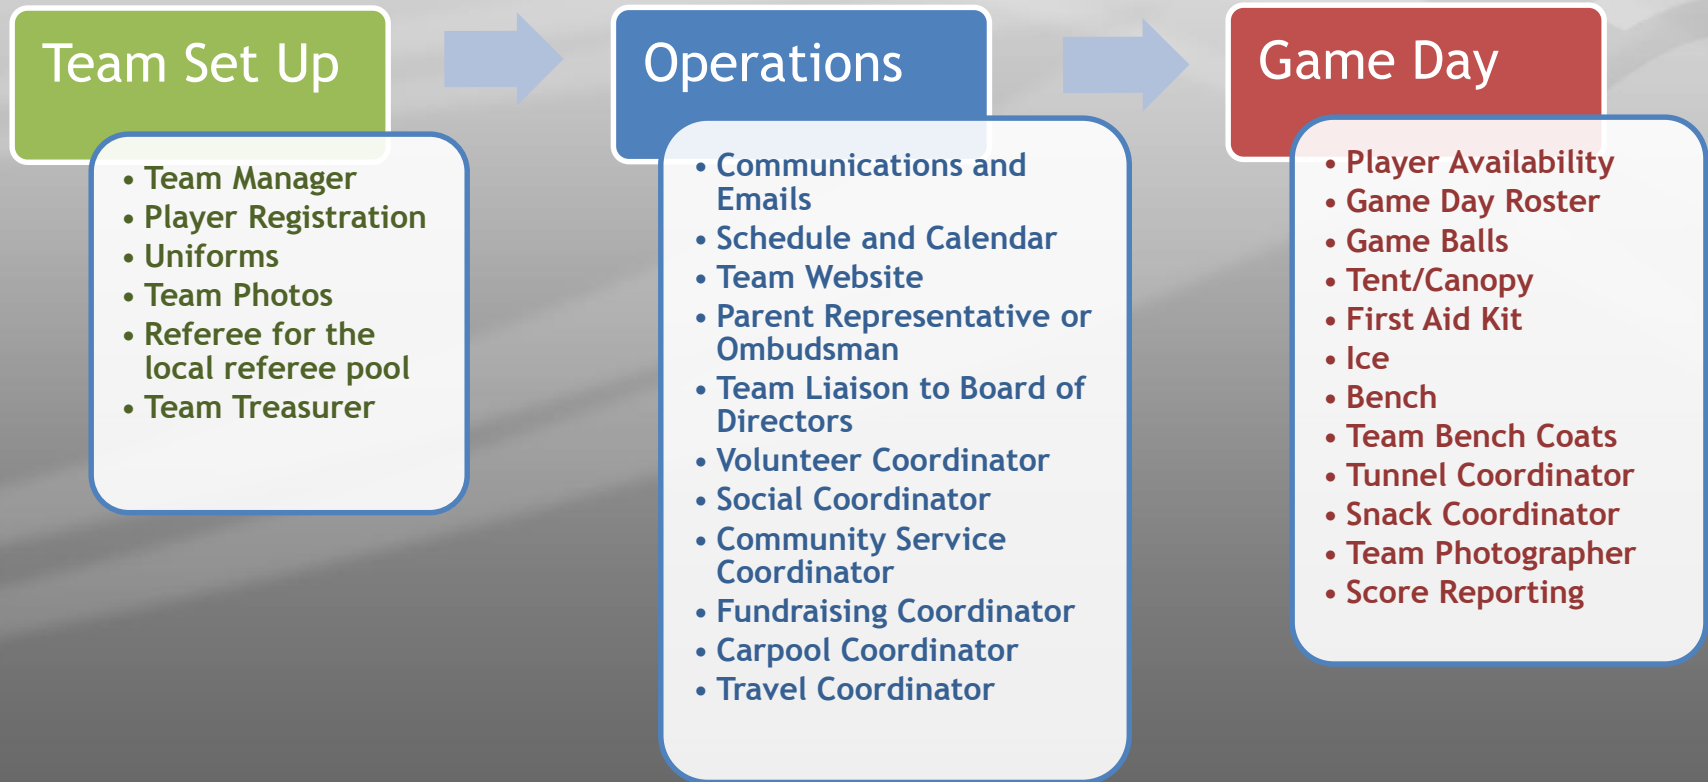 Team Set Up
• Team Manager
• Player Registration
• Uniforms
• Team Photos
• Referee for the
local referee pool
• Team Treasurer
Operations
• Communications and
Emails
• Schedule and Calendar
• Team Website
• Parent Representative or
Ombudsman
• Team Liaison to Board of
Directors
• Volunteer Coordinator
• Social Coordinator
• Community Service
Coordinator
• Fundraising Coordinator
• Carpool Coordinator
• Travel Coordinator
Game Day
• Player Availability
• Game Day Roster
• Game Balls
• Tent/Canopy
• First Aid Kit
• Ice
• Bench
• Team Bench Coats
• Tunnel Coordinator
• Snack Coordinator
• Team Photographer
• Score Reporting